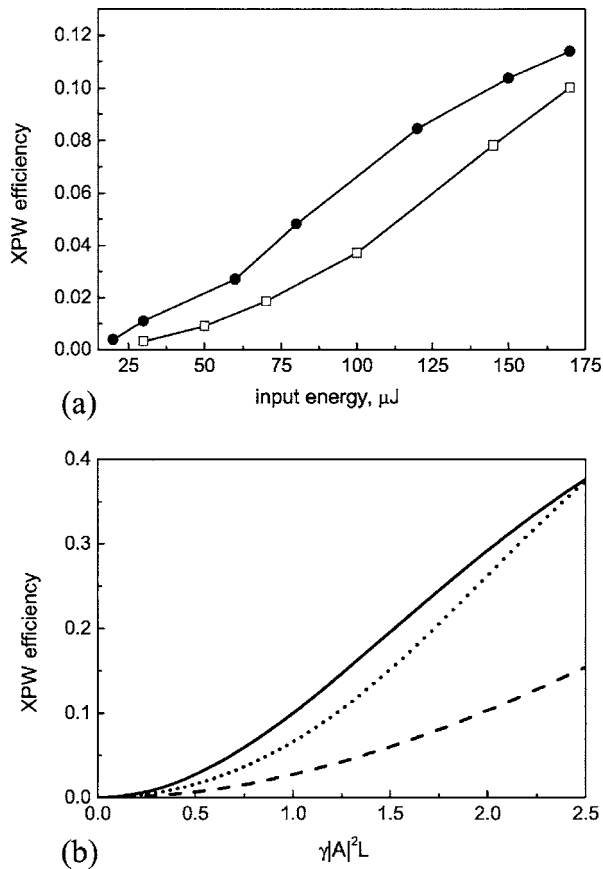 0.12
0.10
0.08
0.06
0.04
0.02
0.00
XPW efficiency
25 50 75 100 125 150 175
input energy, μJ
(a)
0.4
0.3
0.2
0.1
0.0
XPW efficiency
0.0 0.5 1.0 1.5 2.0 2.5
γ|A|²L
(b)